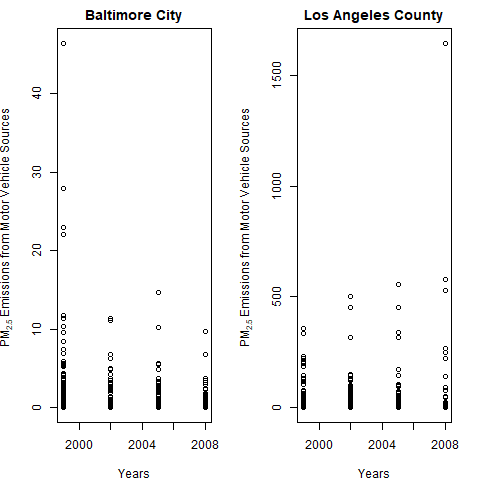 Baltimore City
PM2.5 Emissions from Motor Vehicle Sources
0 10 20 30 40
2000 2004 2008
Years
Los Angeles County
PM2.5 Emissions from Motor Vehicle Sources
0 500 1000 1500
2000 2004 2008
Years